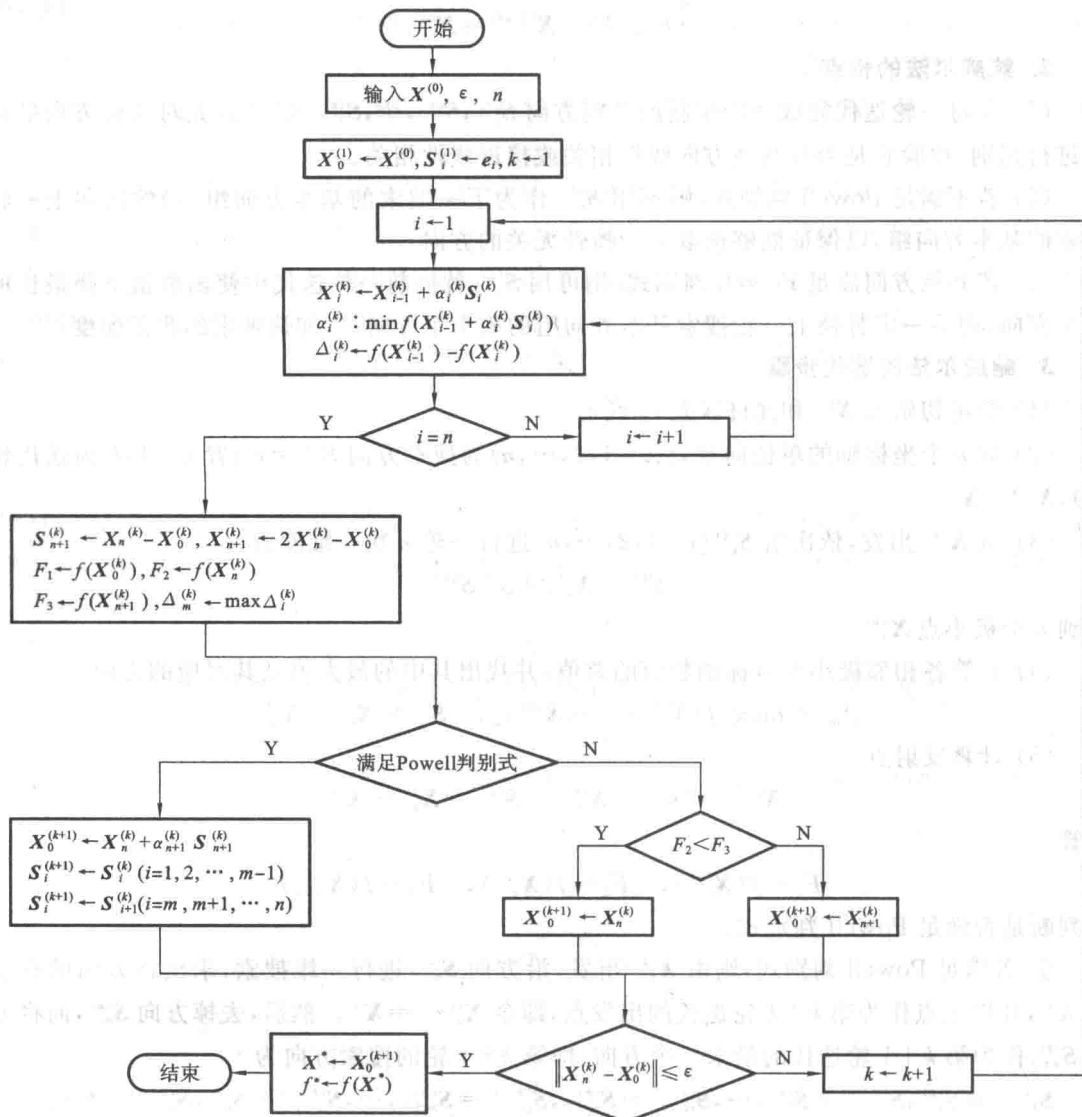 开始
输入 X^{(0)}, ε, n
X_0^{(1)}←X^{(0)}, S_i^{(1)}←e_i, k←1
i←1
X_i^{(k)}←X_{i-1}^{(k)}+α_i^{(k)}S_i^{(k)}
α_i^{(k)}: min f(X_{i-1}^{(k)}+α_i^{(k)}S^{(k)})
Δ_i^{(k)}←f(X_{i-1}^{(k)})-f(X_i^{(k)})
Y
i=n
N
i←i+1
S_{n+1}^{(k)}←X_n^{(k)}-X_0^{(k)}, X_{n+1}^{(k)}←2X_n^{(k)}-X_0^{(k)}
F_1←f(X_0^{(k)}), F_2←f(X_n^{(k)})
F_3←f(X_{n+1}^{(k)}), Δ_m^{(k)}←max Δ_i^{(k)}
Y
满足Powell判别式
N
X_0^{(k+1)}←X_n^{(k)}+α_{n+1}^{(k)} S_{n+1}^{(k)}
S_i^{(k+1)}←S_i^{(k)}(i=1,2,…,m-1)
S_i^{(k+1)}←S_{i+1}^{(k)}(i=m,m+1,…,n)
Y
F_2<F_3
N
X_0^{(k+1)}←X_n^{(k)}
X_0^{(k+1)}←X_{n+1}^{(k)}
结束
X^*←X_0^{(k+1)}
f^*←f(X^*)
Y
‖X_n^{(k)}-X_0^{(k)}‖≤ε
N
k←k+1